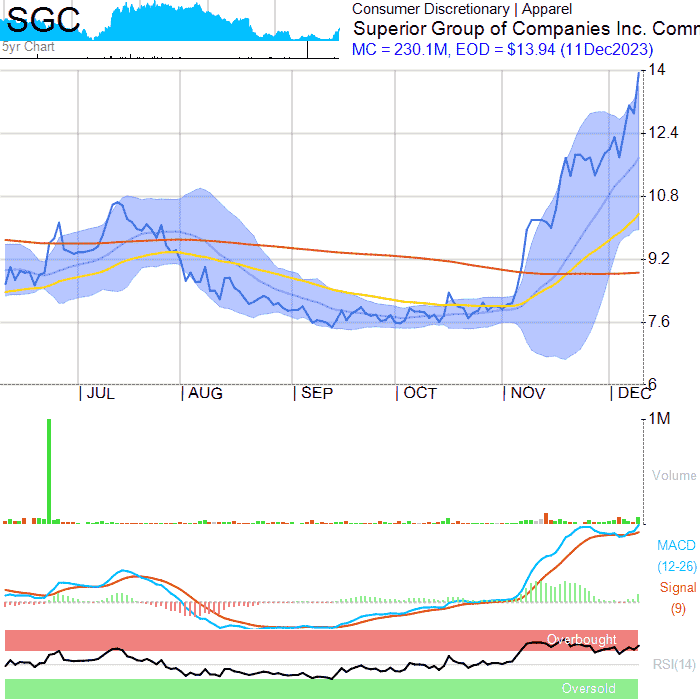 SGC
5yr Chart
Consumer Discretionary | Apparel
Superior Group of Companies Inc. Comm
MC = 230.1M, EOD = $13.94 (11Dec2023)
14
12.4
10.8
9.2
7.6
6
JUL
AUG
SEP
OCT
NOV
DEC
1M
Volume
MACD
(12-26)
Signal
(9)
Overbought
RSI(14)
Oversold